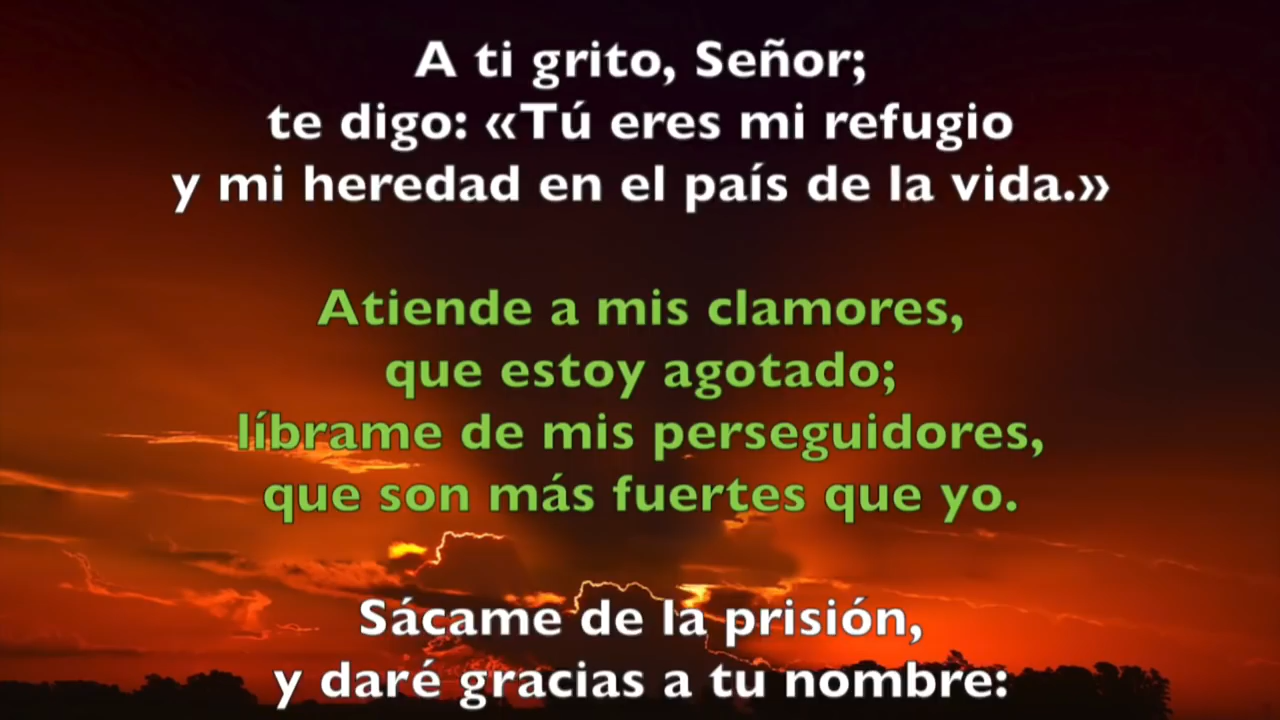 A ti grito, Señor;
te digo: «Tú eres mi refugio
y mi heredad en el país de la vida.»
Atiende a mis clamores,
que estoy agotado;
líbrame de mis perseguidores,
que son más fuertes que yo.
Sácame de la prisión,
y daré gracias a tu nombre: